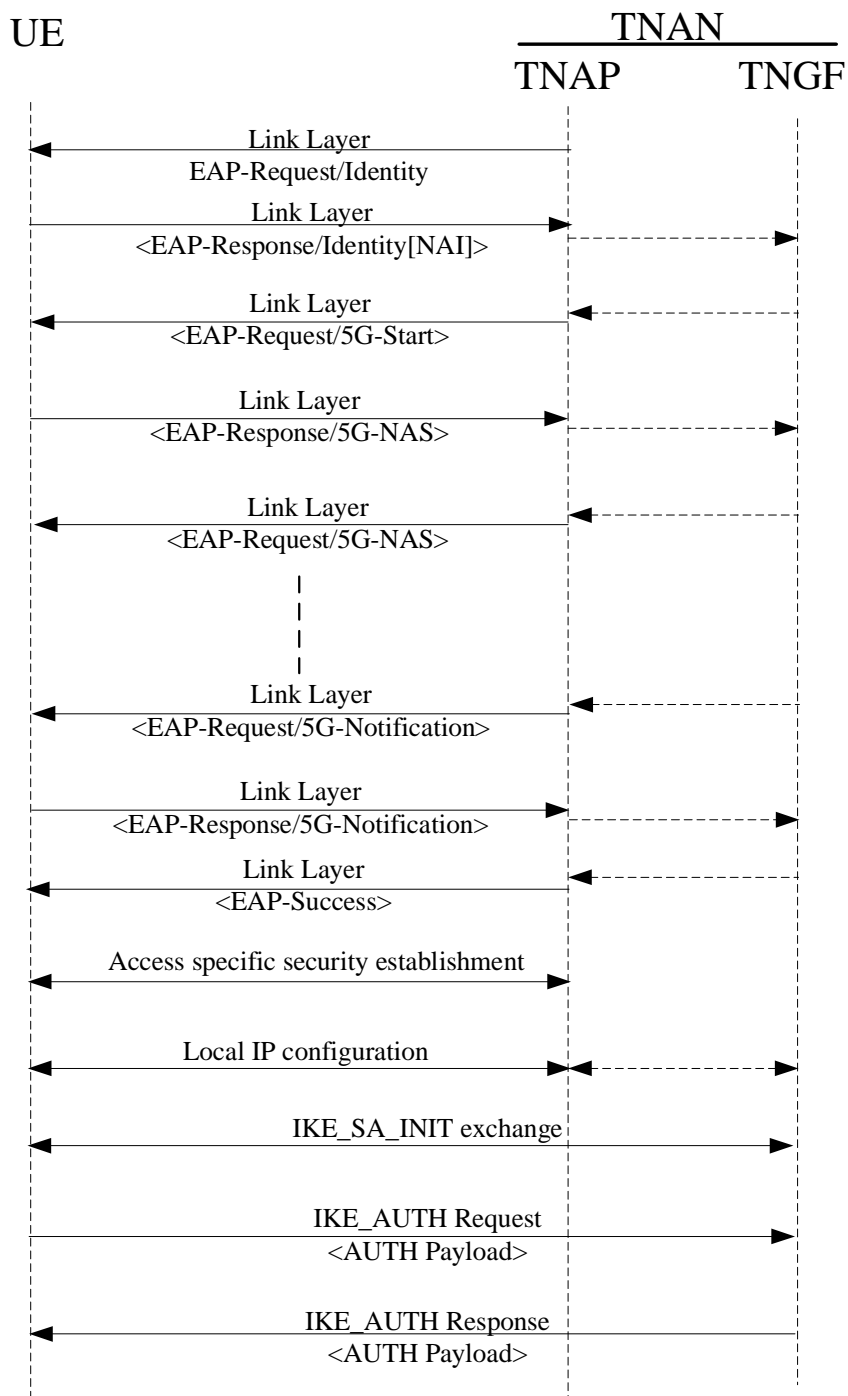 UE
TNAN
TNAP
TNGF
Link Layer
EAP-Request/Identity
Link Layer
<EAP-Response/Identity[NAI]>
Link Layer
<EAP-Request/5G-Start>
Link Layer
<EAP-Response/5G-NAS>
Link Layer
<EAP-Request/5G-NAS>
Link Layer
<EAP-Request/5G-Notification>
Link Layer
<EAP-Response/5G-Notification>
Link Layer
<EAP-Success>
Access specific security establishment
Local IP configuration
IKE_SA_INIT exchange
IKE_AUTH Request
<AUTH Payload>
IKE_AUTH Response
<AUTH Payload>